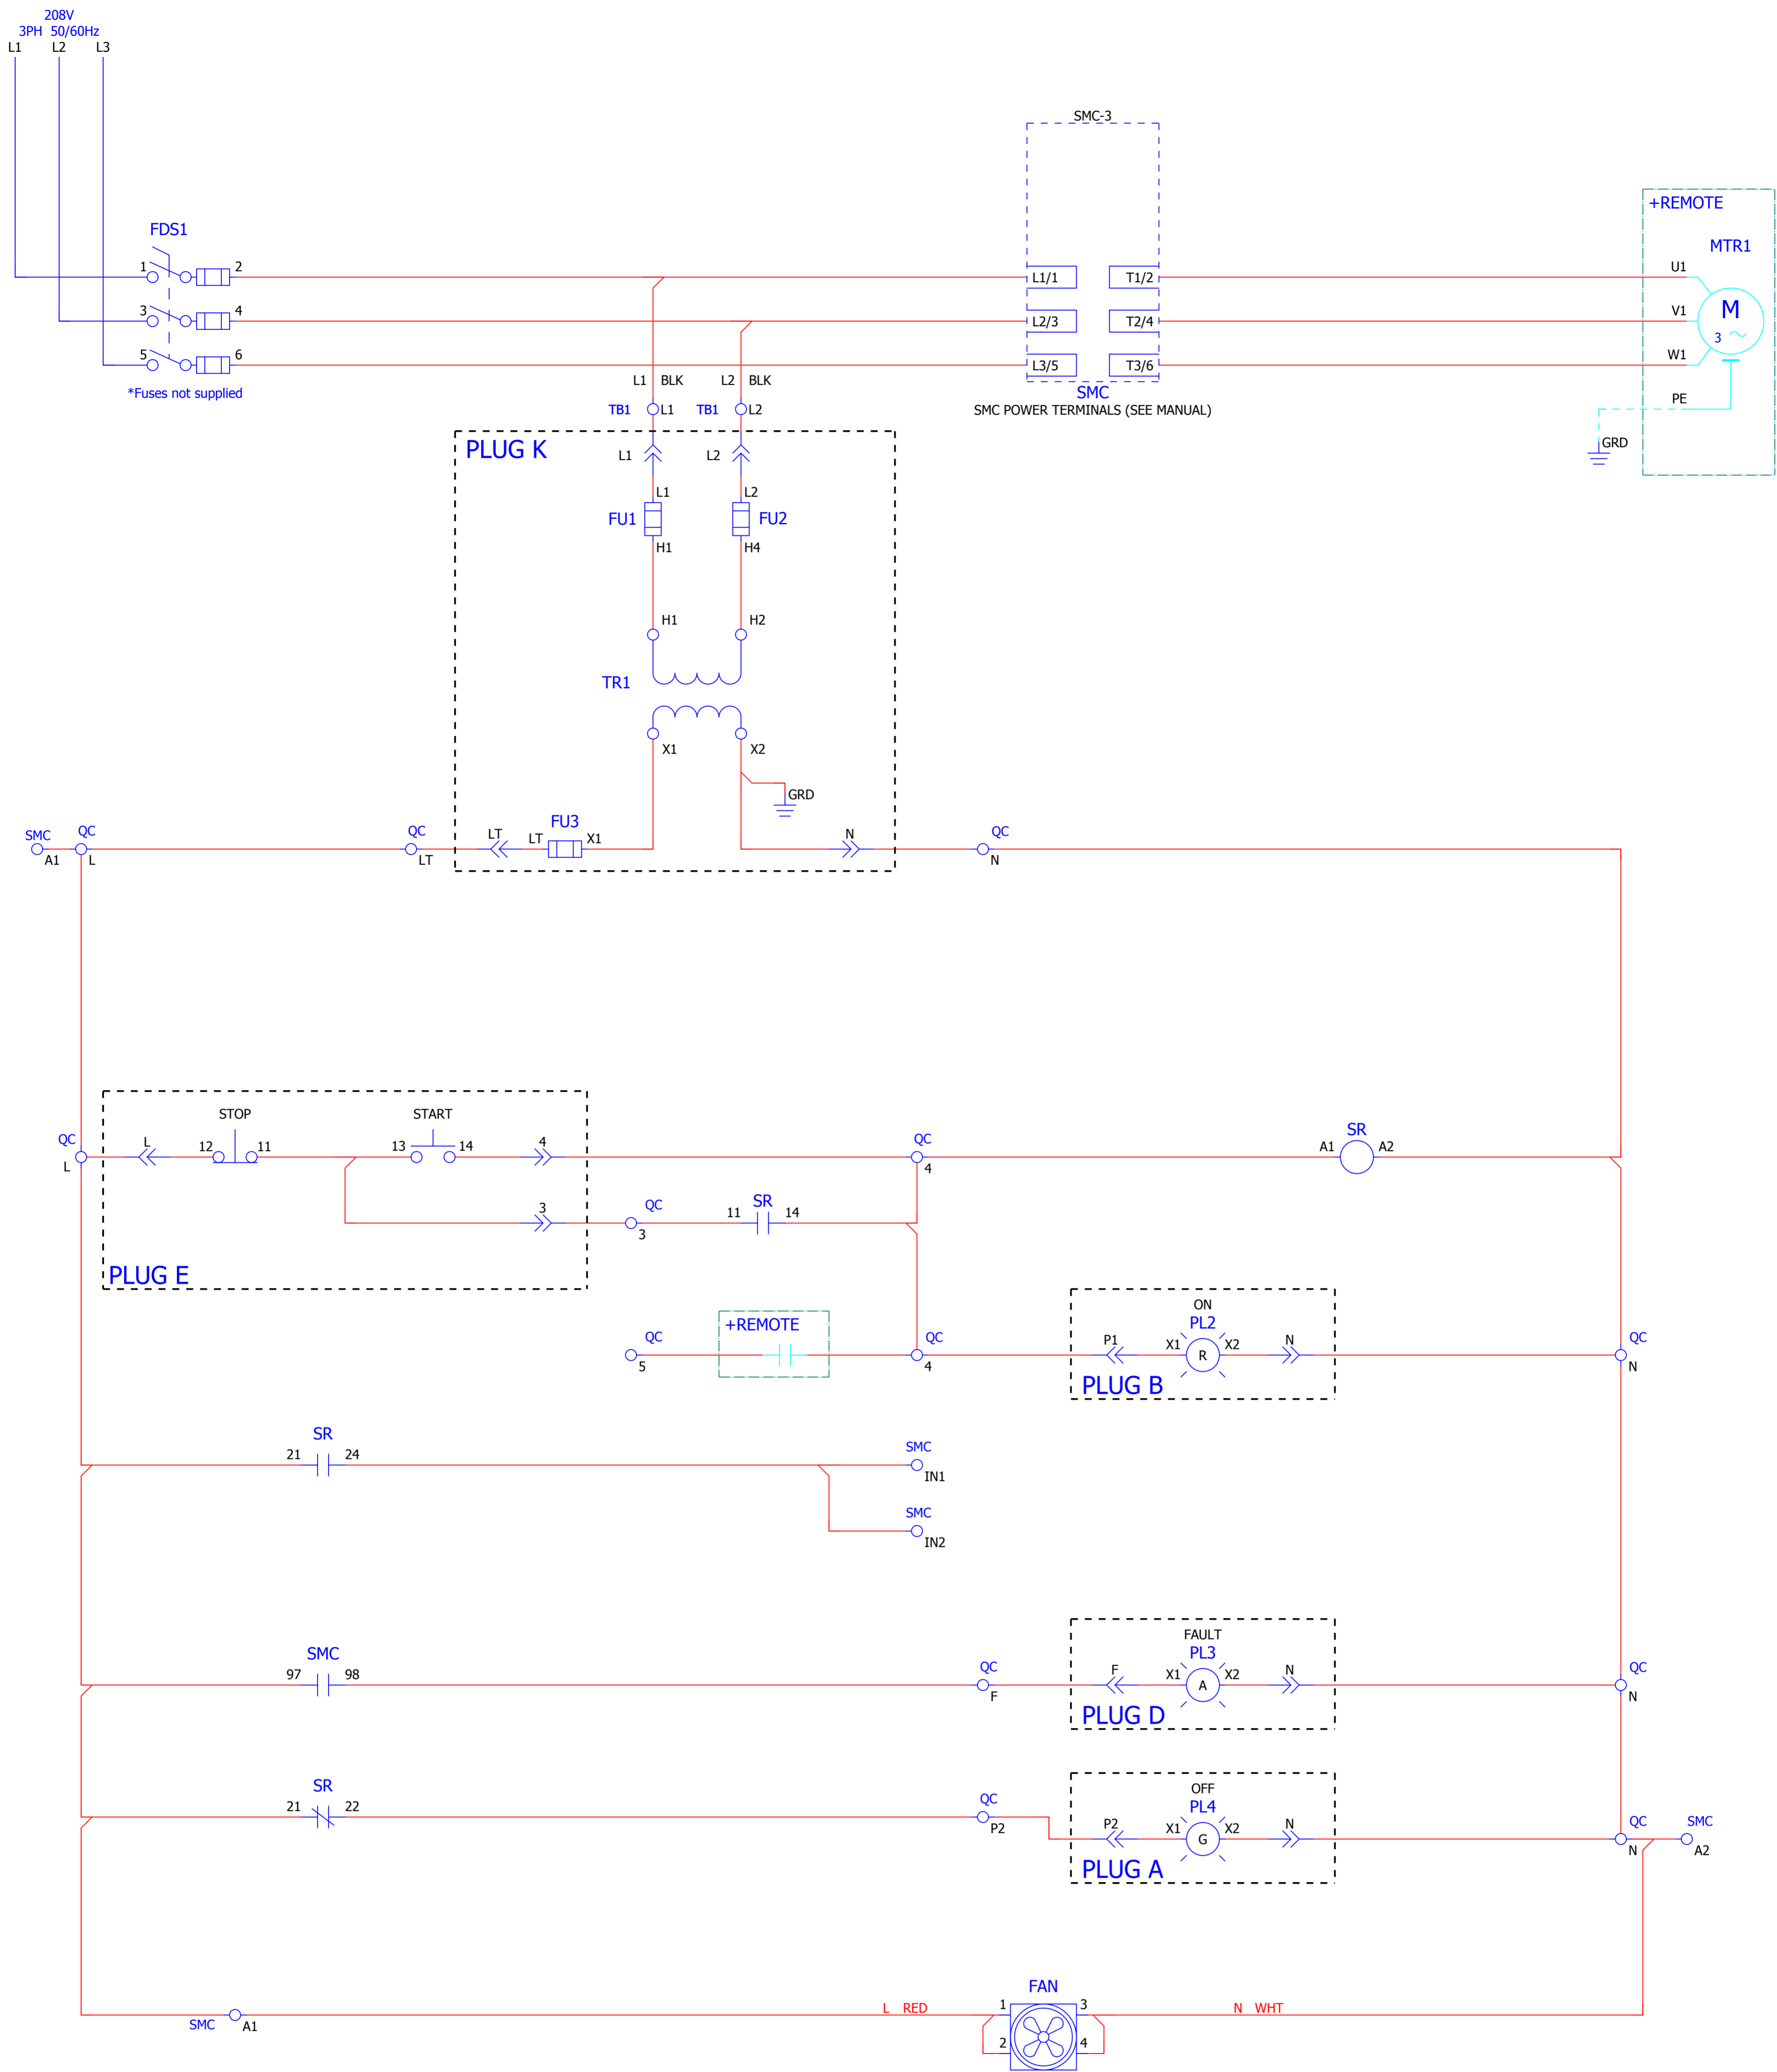 208V
3PH 50/60Hz
L1 L2 L3
SMC-3
+REMOTE
FDS1
MTR1
1 2
L1/1 T1/2
U1
3 4
L2/3 T2/4
V1
M
3
5 6
L3/5 T3/6
W1
*Fuses not supplied
L1 BLK L2 BLK
SMC
SMC POWER TERMINALS (SEE MANUAL)
PE
TB1 L1 TB1 L2
GRD
PLUG K
L1 L2
L1 L2
FU1 FU2
H1 H4
H1 H2
TR1
X1 X2
GRD
SMC QC QC FU3 QC
LT LT X1 N
A1 L LT N
STOP START
QC L 12 11 13 14 4 QC SR
A1 A2
L 4
3 QC 11 SR 14
3
PLUG E
ON
+REMOTE
PL2
QC QC P1 X1 X2 N QC
R
5 4 N
PLUG B
SR
21 24 SMC
IN1
SMC
IN2
FAULT
SMC PL3
97 98 QC F X1 X2 N QC
A
F N
PLUG D
SR OFF
PL4
21 22 QC
P2
P2 X1 X2 N QC SMC
G
N A2
PLUG A
FAN
1 3
L RED N WHT
SMC A1
2 4